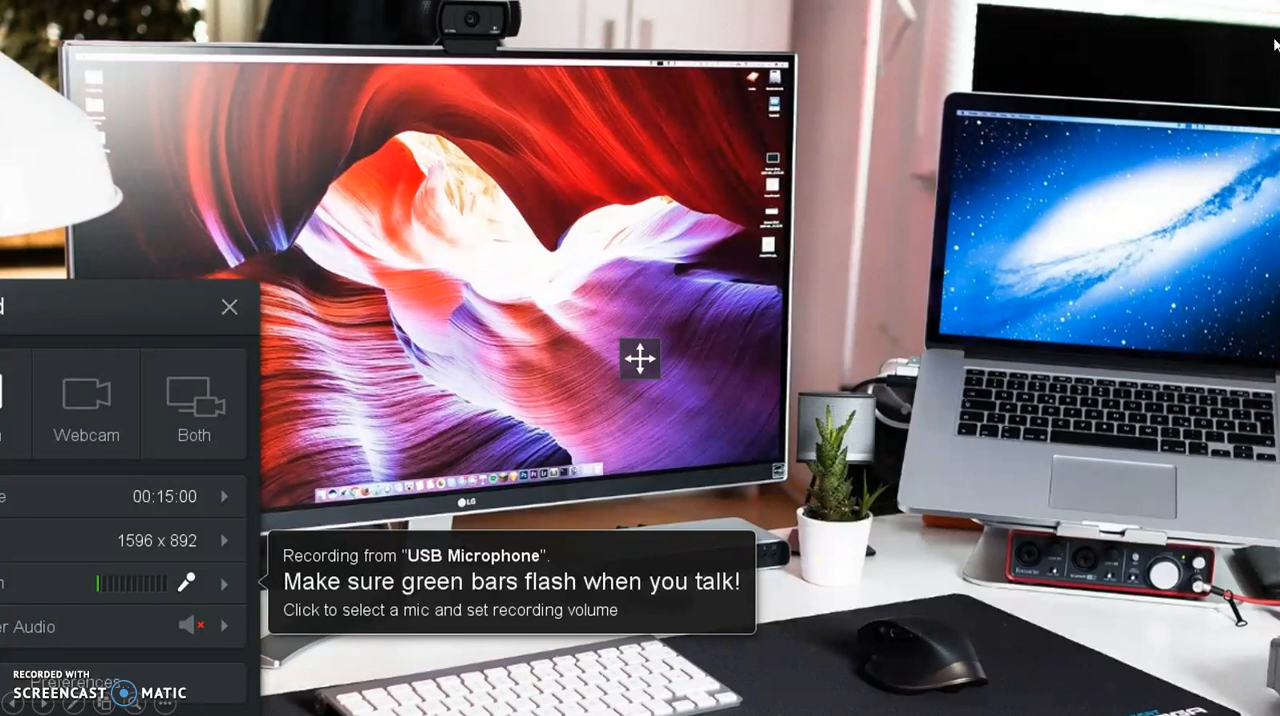 LG
Webcam
Both
00:15:00
1596 x 892
er Audio
Recording from "USB Microphone".
Make sure green bars flash when you talk!
Click to select a mic and set recording volume
Preferences
RECORDED WITH
SCREENCAST MATIC